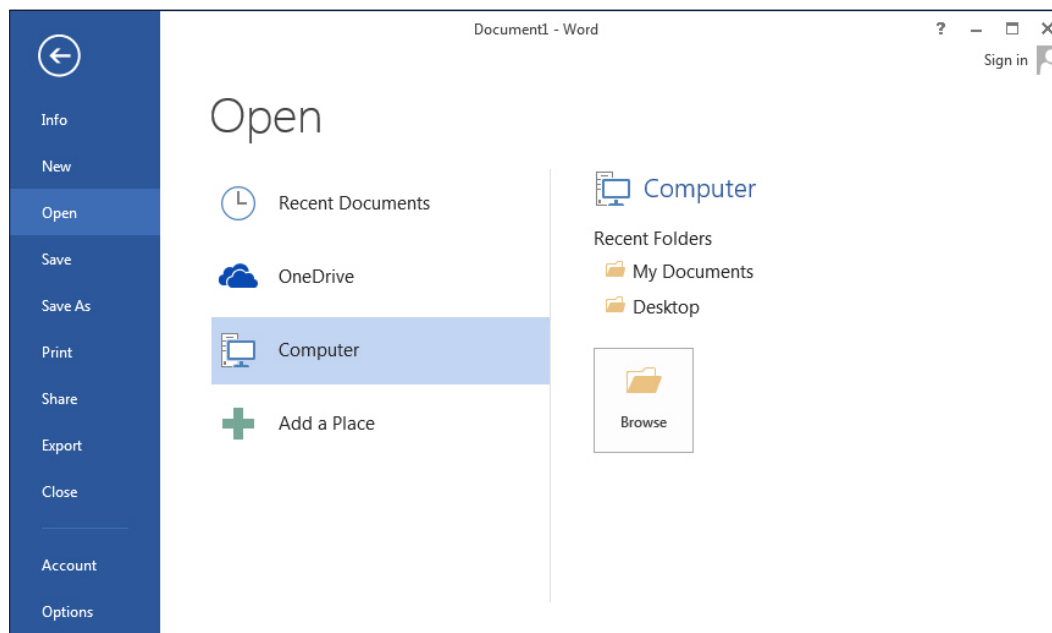 Document1 - Word
?
Sign in
Info
New
Open
Save
Save As
Print
Share
Export
Close
Account
Options
Open
Recent Documents
OneDrive
Computer
Add a Place
Computer
Recent Folders
My Documents
Desktop
Browse